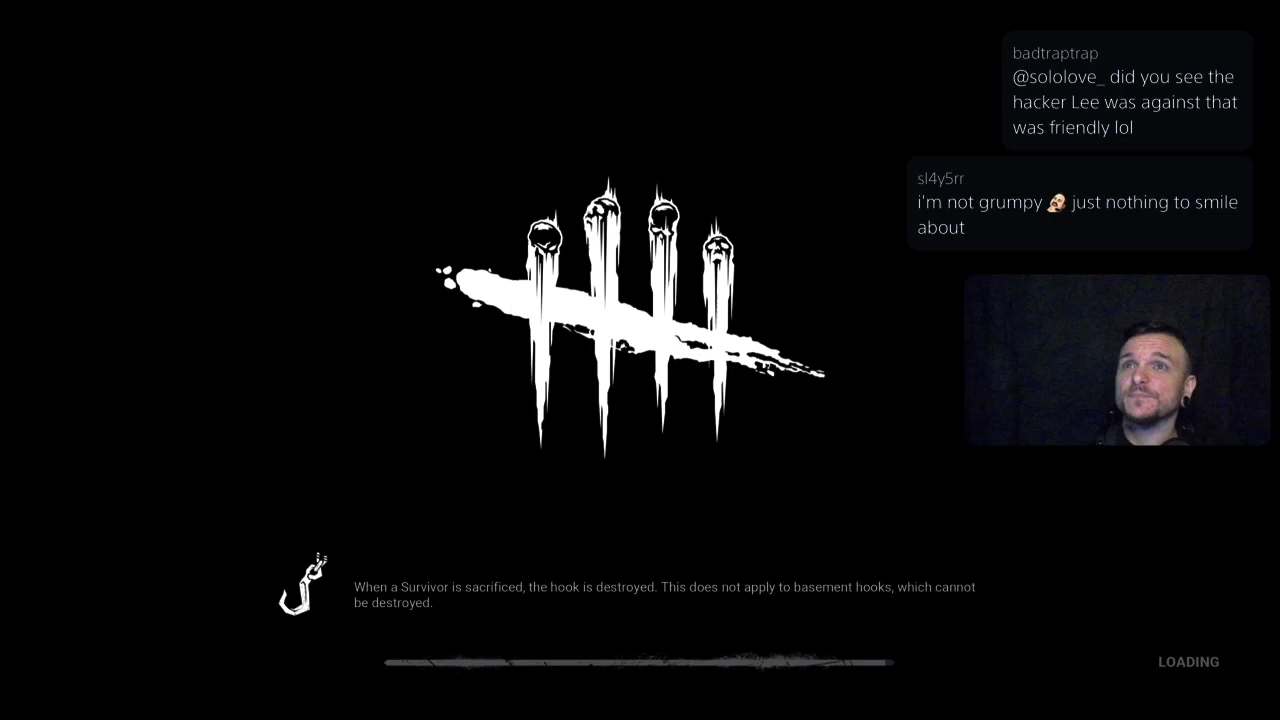 badtraptrap
@sololove_ did you see the
hacker Lee was against that
was friendly lol
sl4y5rr
i'm not grumpy just nothing to smile
about
When a Survivor is sacrificed, the hook is destroyed. This does not apply to basement hooks, which cannot
be destroyed.
LOADING